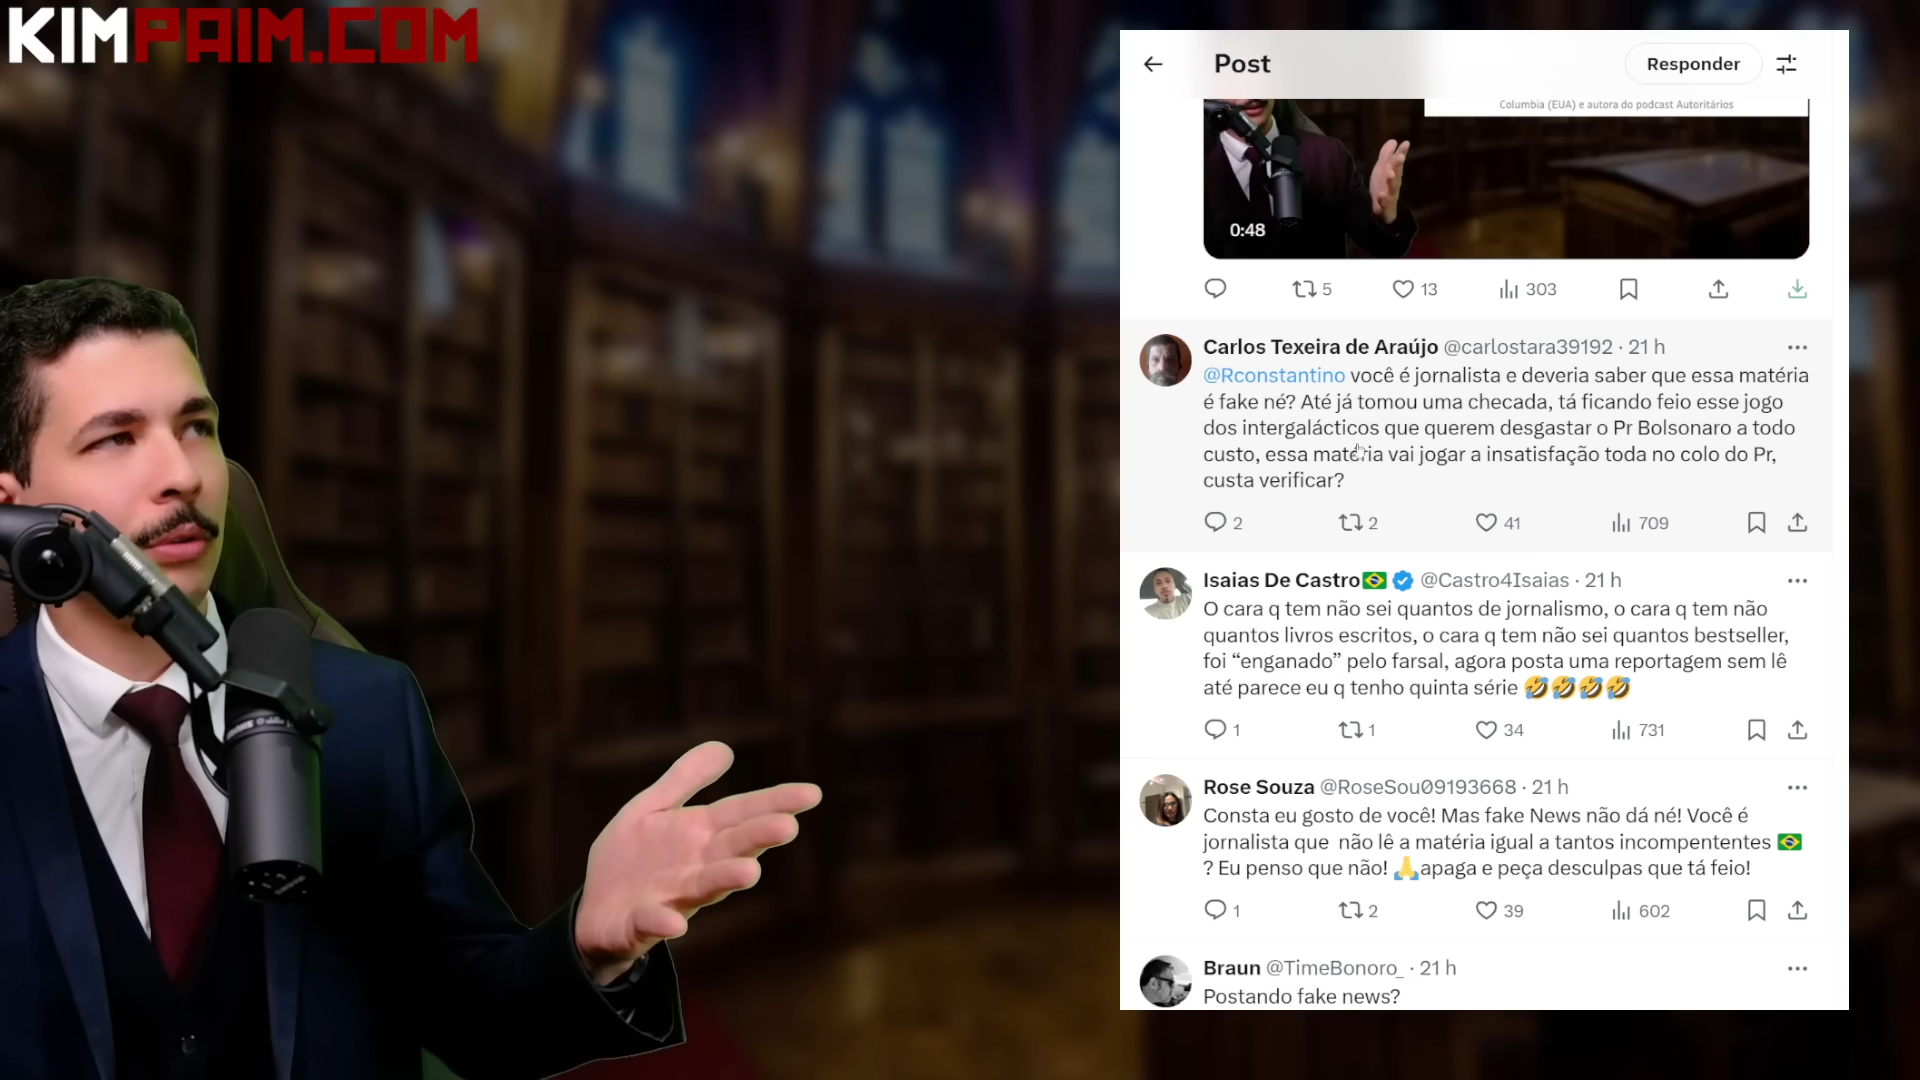 KIMPAIM.COM
Post
Responder
Columbia (EUA) e autora do podcast Autoritários
0:48
5
13
303
Carlos Texeira de Araújo @carlostara39192 · 21 h
@Rconstantino você é jornalista e deveria saber que essa matéria
é fake né? Até já tomou uma checada, tá ficando feio esse jogo
dos intergalácticos que querem desgastar o Pr Bolsonaro a todo
custo, essa matéria vai jogar a insatisfação toda no colo do Pr,
custa verificar?
2
2
41
709
Isaias De Castro🇧🇷 @Castro4Isaias · 21 h
O cara q tem não sei quantos de jornalismo, o cara q tem não
quantos livros escritos, o cara q tem não sei quantos bestseller,
foi “enganado” pelo farsal, agora posta uma reportagem sem lê
até parece eu q tenho quinta série 🤣🤣🤣🤣
1
1
34
731
Rose Souza @RoseSou09193668 · 21 h
Consta eu gosto de você! Mas fake News não dá né! Você é
jornalista que não lê a matéria igual a tantos incompententes 🇧🇷
? Eu penso que não! 🙏apaga e peça desculpas que tá feio!
1
2
39
602
Braun @TimeBonoro_ · 21 h
Postando fake news?